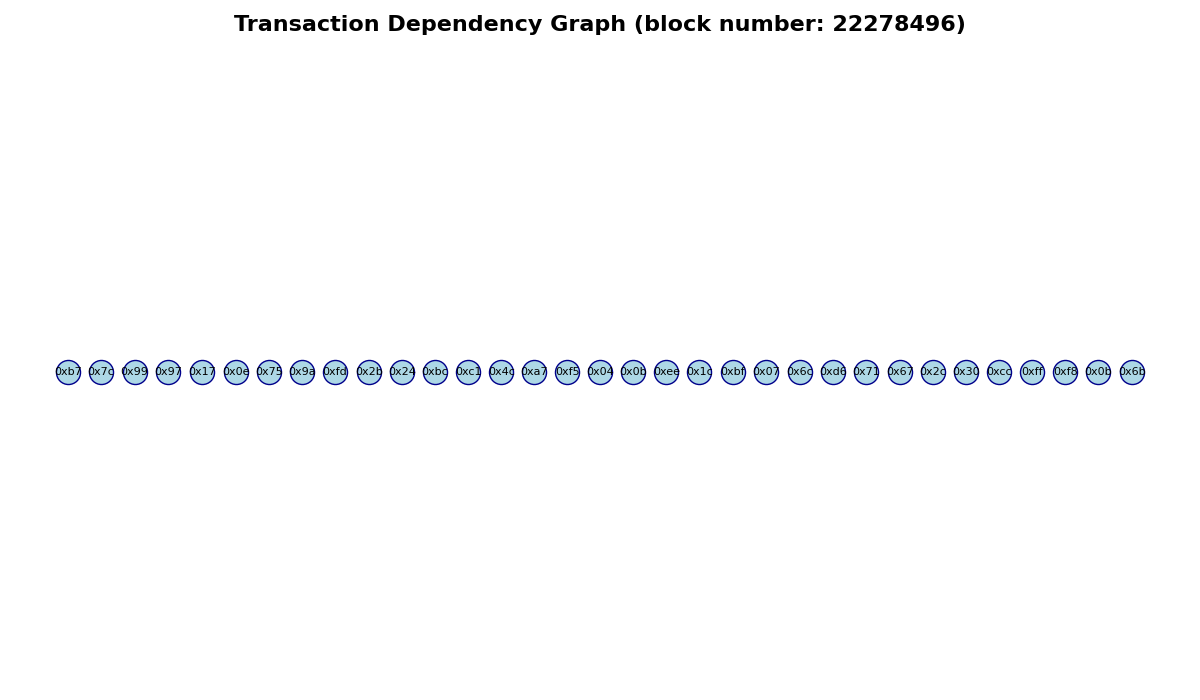 Transaction Dependency Graph (block number: 22278496)
0xb7 0x7c 0x99 0x97 0x17 0x0e 0x75 0x9a 0xfd 0x2b 0x24 0xbc 0xc1 0x4c 0xa7 0xf5 0x04 0x0b 0xee 0x1c 0xbf 0x07 0x6c 0xd6 0x71 0x67 0x2c 0x30 0xcc 0xff 0xf8 0x0b 0x6b